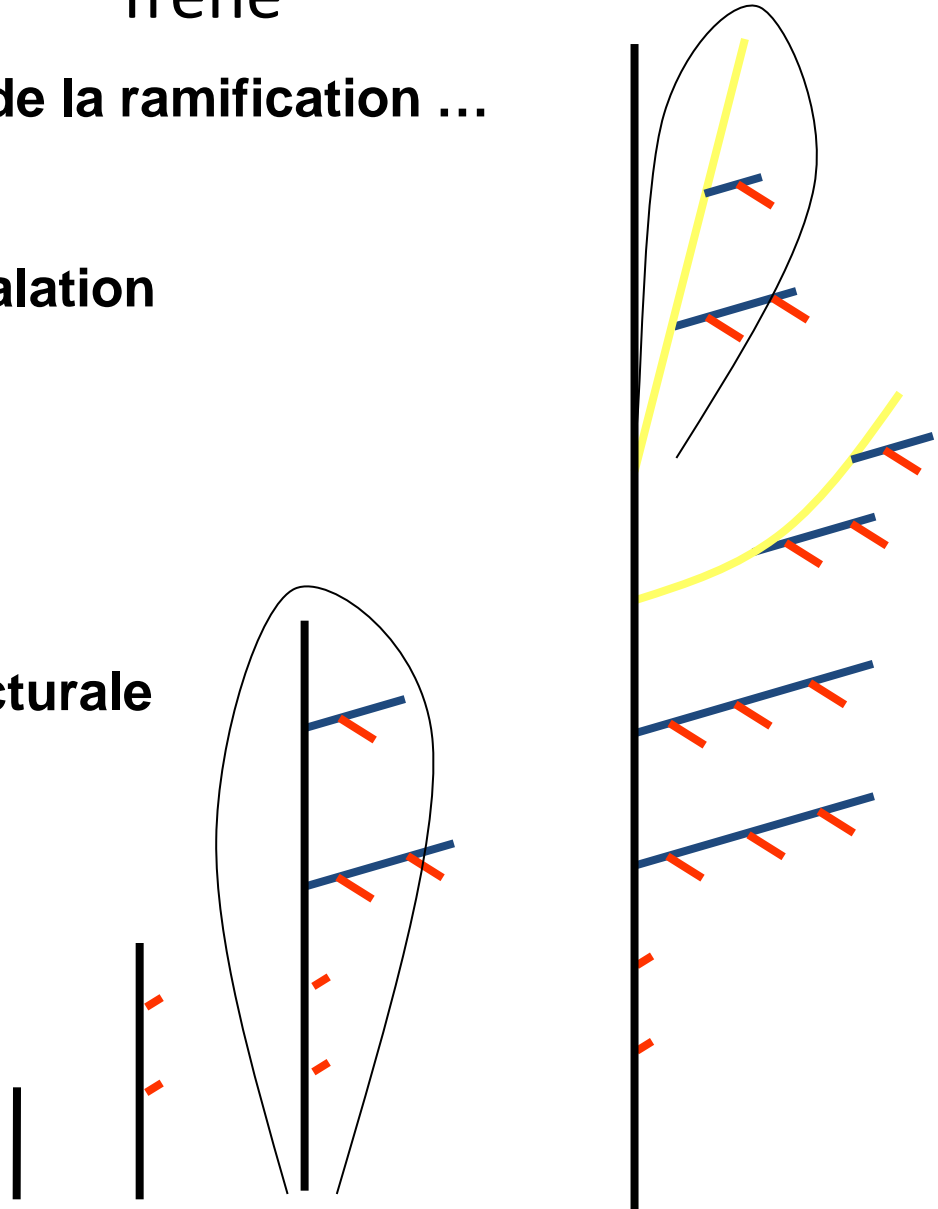 de la ramification …
alation
cturale